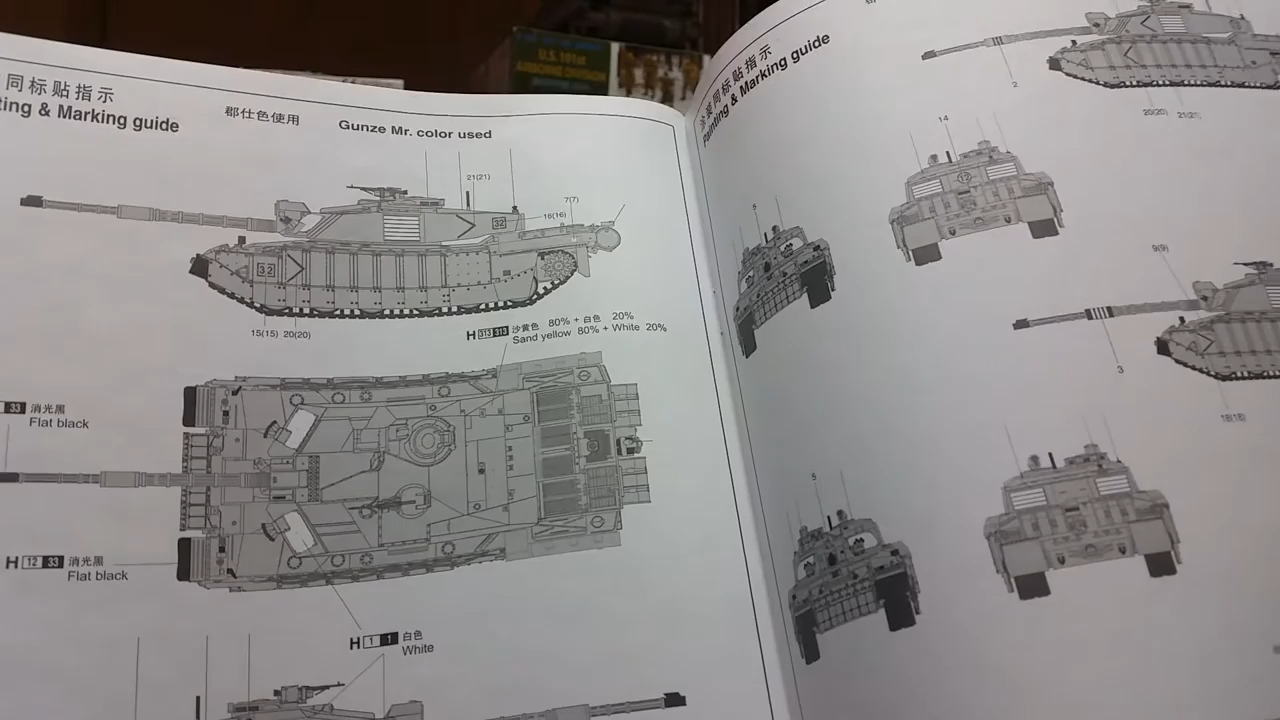 同标贴指示
ting & Marking guide
郡仕色使用
Gunze Mr. color used
21(21)
7(7)
16(16)
32
32
15(15) 20(20)
H 313 313 沙黄色 80% + 白色 20%
Sand yellow 80% + White 20%
33 消光黑
Flat black
H 12 33 消光黑
Flat black
H 1 1 白色
White
U.S. 101st
AIRBORNE DIVISION
涂装同标贴指示
Painting & Marking guide
2
20(20) 21(21)
14
12
5
9(9)
3
18(18)
5